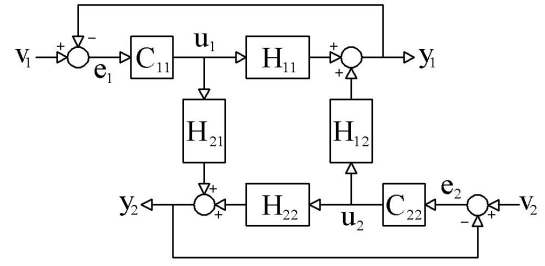 −
v₁ + e₁ C₁₁ u₁ H₁₁ + + y₁
H₂₁ H₁₂
y₂ + + H₂₂ u₂ C₂₂ e₂ − + v₂